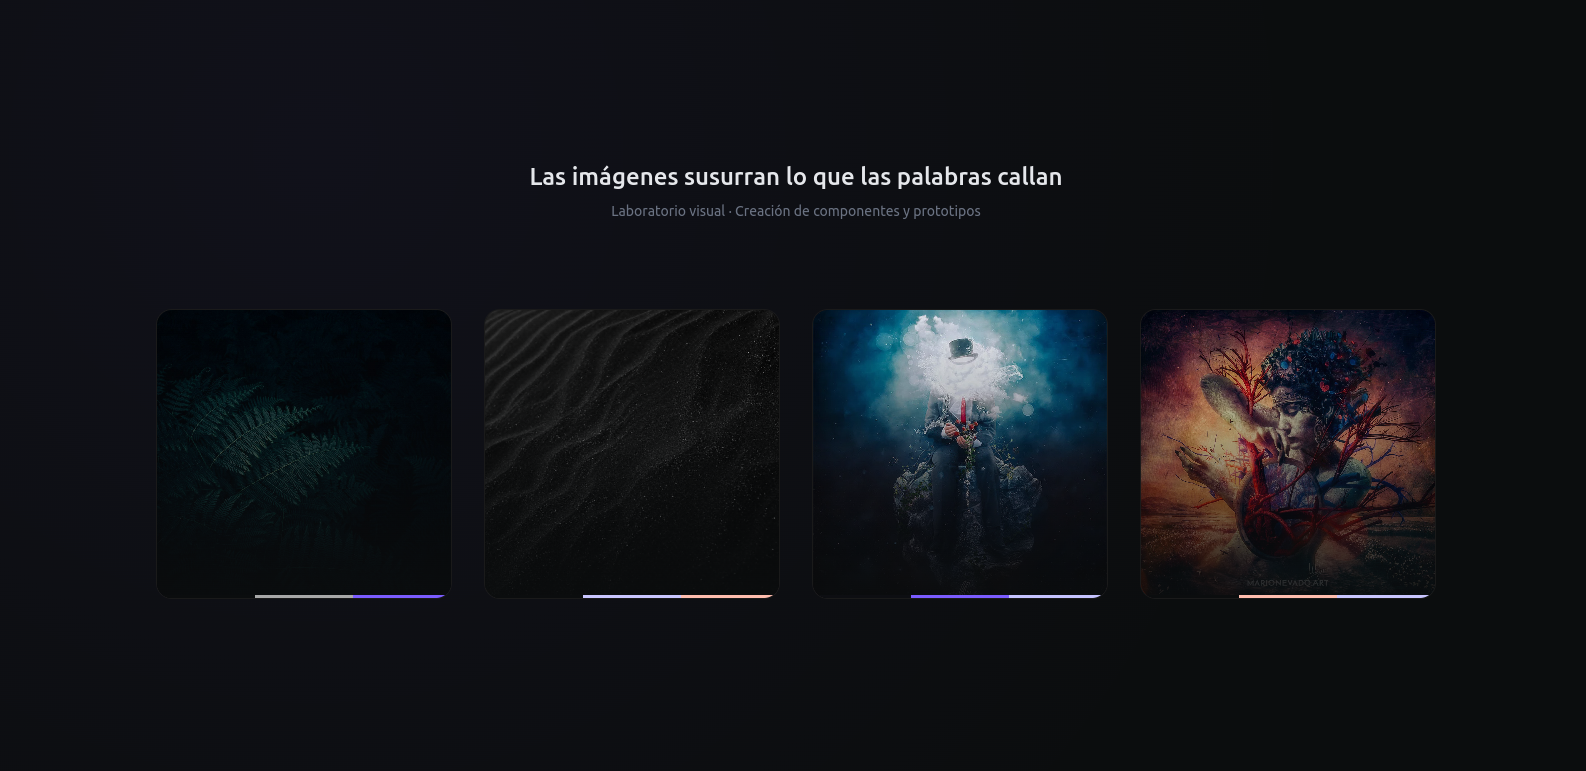 Las imágenes susurran lo que las palabras callan
Laboratorio visual · Creación de componentes y prototipos
MARIONEVADO ART